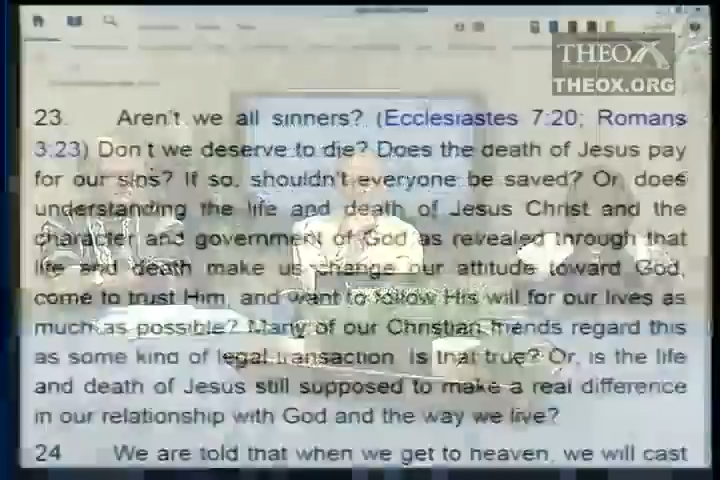 THEOX
THEOX.ORG
23. Aren't we all sinners? (Ecclesiastes 7:20; Romans
3:23) Don't we deserve to die? Does the death of Jesus pay
for our sins? If so, shouldn't everyone be saved? Or, does
understanding the life and death of Jesus Christ and the
character and government of God as revealed through that
life and death make us change our attitude toward God,
come to trust Him, and want to follow His will for our lives as
much as possible? Many of our Christian friends regard this
as some kind of legal transaction. Is that true? Or, is the life
and death of Jesus still supposed to make a real difference
in our relationship with God and the way we live?
24 We are told that when we get to heaven, we will cast